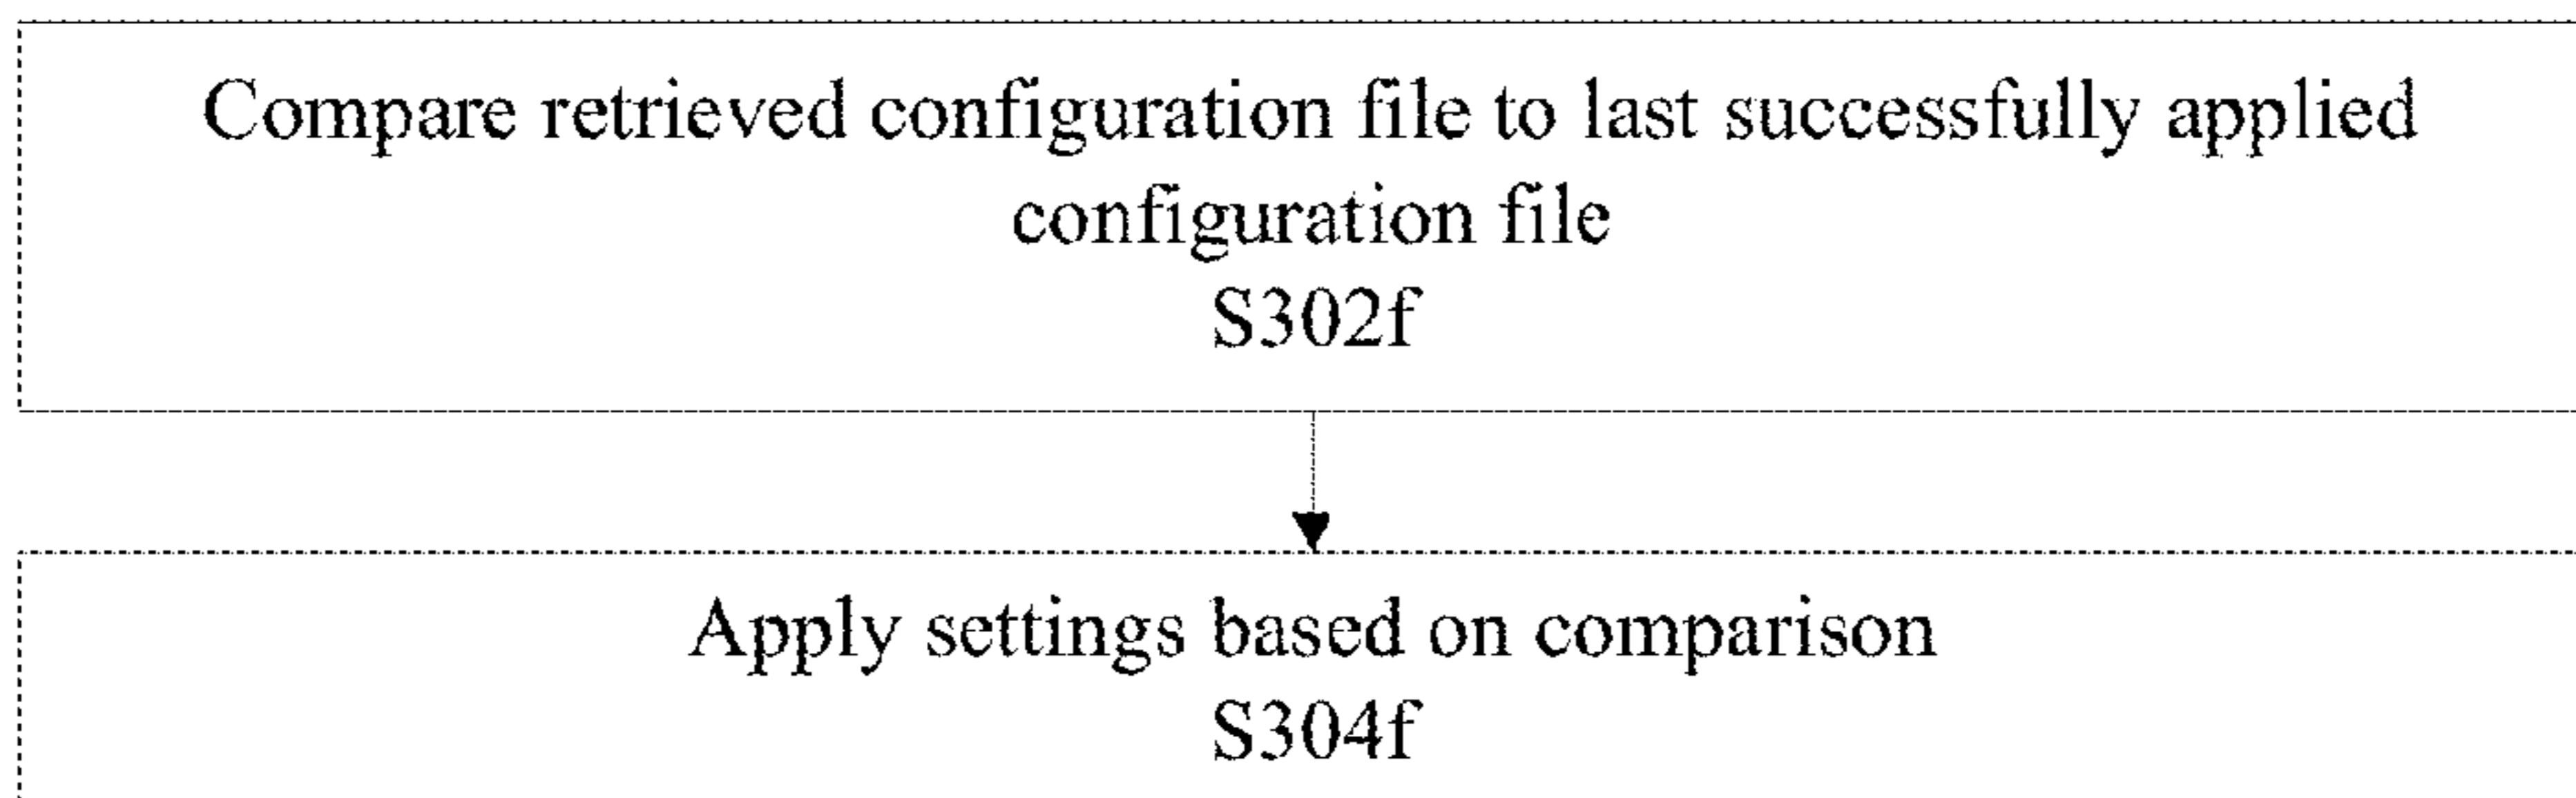 Compare retrieved configuration file to last successfully applied
configuration file
S302f
Apply settings based on comparison
S304f